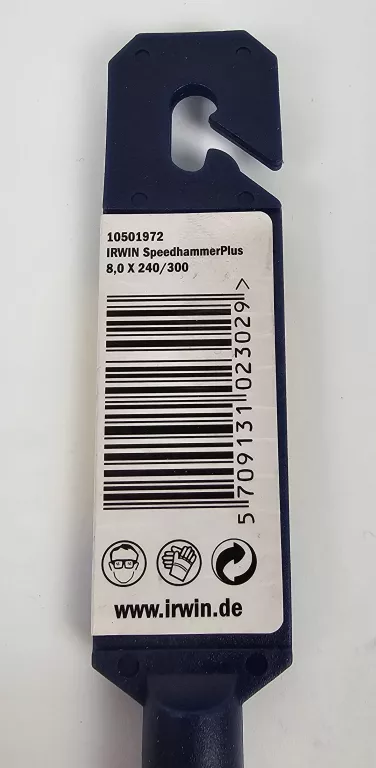 10501972
IRWIN SpeedhammerPlus
8,0 X 240/300
5 709131 023029 >
www.irwin.de